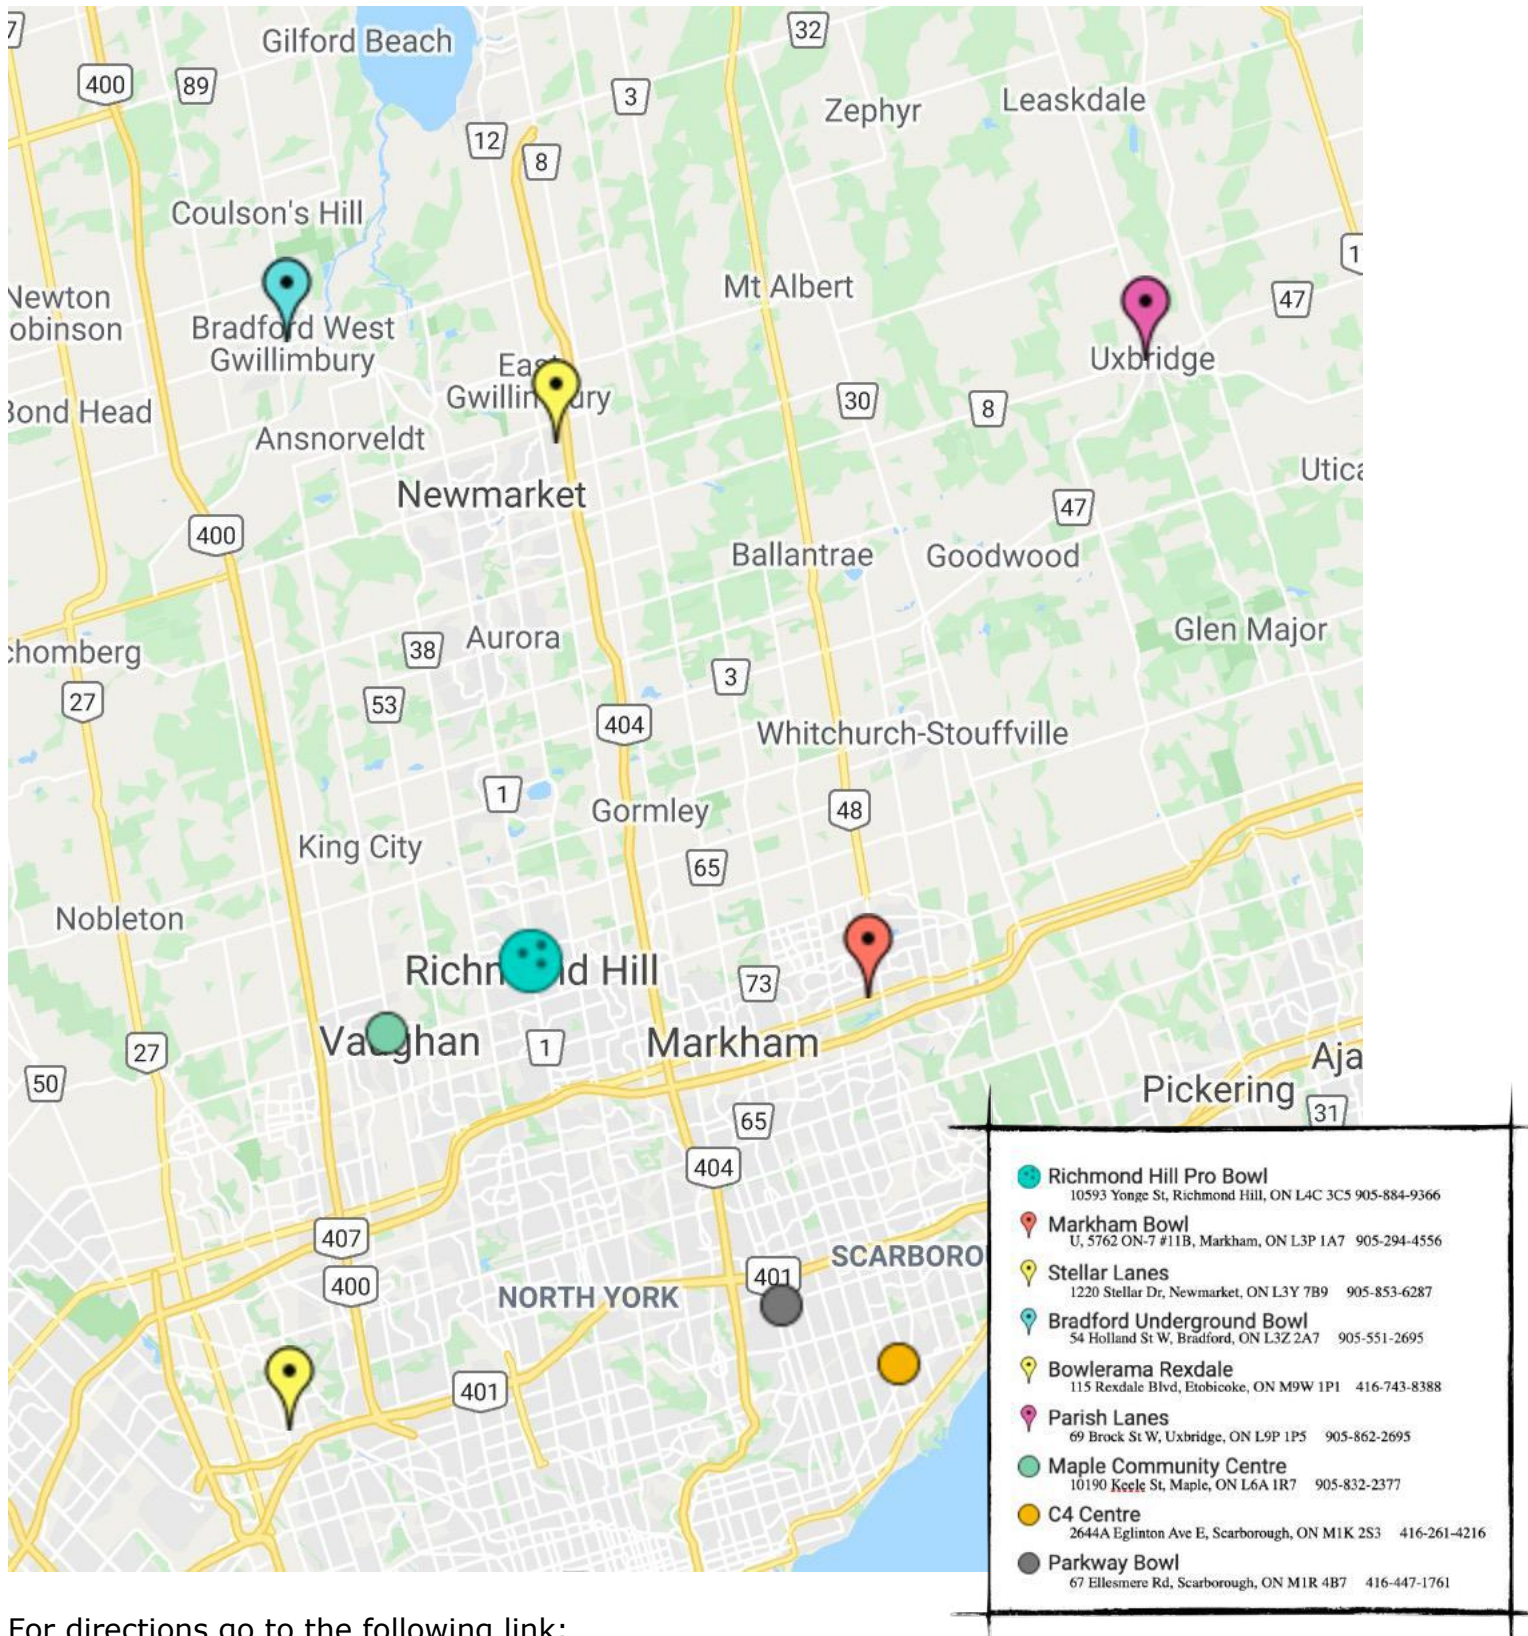 7
32
Gilford Beach
400
89
3
Zephyr
Leaskdale
12
8
Coulson's Hill
1
Newton
obinson
Mt Albert
47
Bradford West
Gwillimbury
Uxbridge
East
30
8
Bond Head
Ansnorveldt
47
Utica
Newmarket
400
Ballantrae
Goodwood
Glen Major
38
Aurora
chomberg
3
27
53
404
Whitchurch-Stouffville
1
Gormley
48
King City
65
Nobleton
Richmond Hill
73
Vaughan
1
Markham
27
50
Aja
Pickering
31
65
404
407
400
401
SCARBORO
NORTH YORK
401
Richmond Hill Pro Bowl
10593 Yonge St, Richmond Hill, ON L4C 3C5 905-884-9366
Markham Bowl
U, 5762 ON-7 #11B, Markham, ON L3P 1A7 905-294-4556
Stellar Lanes
1220 Stellar Dr, Newmarket, ON L3Y 7B9 905-853-6287
Bradford Underground Bowl
54 Holland St W, Bradford, ON L3Z 2A7 905-551-2695
Bowlerama Rexdale
115 Rexdale Blvd, Etobicoke, ON M9W 1P1 416-743-8388
Parish Lanes
69 Brock St W, Uxbridge, ON L9P 1P5 905-862-2695
Maple Community Centre
10190 Keele St, Maple, ON L6A 1R7 905-832-2377
C4 Centre
2644A Eglinton Ave E, Scarborough, ON M1K 2S3 416-261-4216
Parkway Bowl
67 Ellesmere Rd, Scarborough, ON M1R 4B7 416-447-1761
For directions go to the following link: